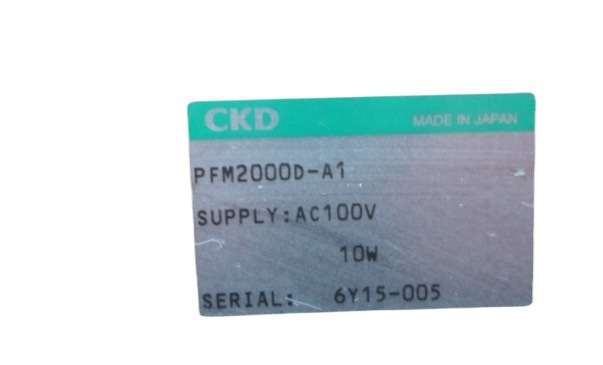 CKD MADE IN JAPAN
PFM2000D-A1
SUPPLY:AC100V
10W
SERIAL: 6Y15-005